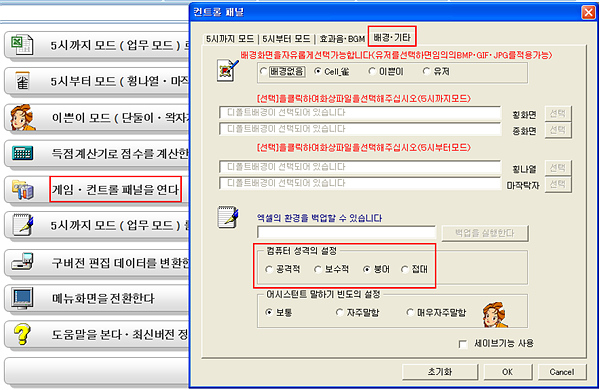 5시까지 모드 ( 업무 모드 ) 로
5시부터 모드 ( 횡나열 · 마작
이쁜이 모드 ( 단둘이 · 왁자
득점계산기로 점수를 계산한
게임 · 컨트롤 패널을 연다
5시까지 모드 ( 업무 모드 ) 를
구버전 편집 데이터를 변환한
메뉴화면을 전환한다
도움말을 본다 · 최신버전 정
컨트롤 패널
5시까지 모드 | 5시부터 모드 | 효과음·BGM | 배경·기타
배경화면을자유롭게선택가능합니다(유저를선택하면임의의BMP·GIF·JPG를적용가능)
배경없음 Cell_윷 이쁜이 유저
[선택]을클릭하여화상파일을선택해주십시오(5시까지모드)
디폴트배경이 선택되어 있습니다 횡화면 선택
디폴트배경이 선택되어 있습니다 종화면 선택
[선택]을클릭하여화상파일을선택해주십시오(5시부터모드)
디폴트배경이 선택되어 있습니다 횡나열 선택
디폴트배경이 선택되어 있습니다 마작탁자 선택
엑셀의 환경을 백업할 수 있습니다
백업을 실행한다
컴퓨터 성격의 설정
공격적 보수적 붕어 접대
어시스턴트 말하기 빈도의 설정
보통 자주말함 매우자주말함
세이브기능 사용
초기화 OK Cancel